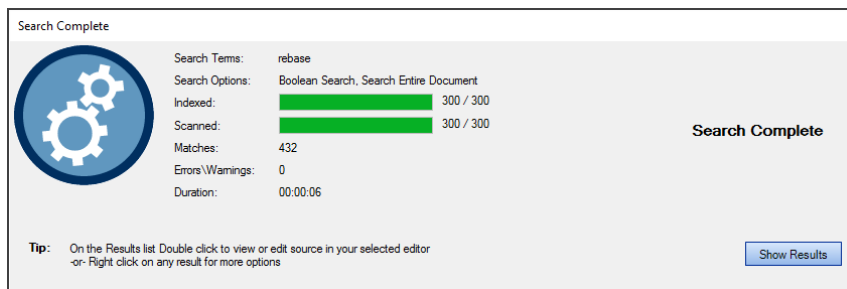 Search Complete
Search Terms: rebase
Search Options: Boolean Search, Search Entire Document
Indexed: 300 / 300
Scanned: 300 / 300
Matches: 432
Search Complete
Errors\Warnings: 0
Duration: 00:00:06
Tip: On the Results list Double click to view or edit source in your selected editor
-or- Right click on any result for more options
Show Results